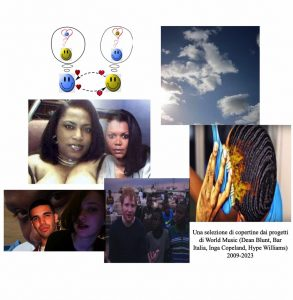 Una selezione di copertine dai progetti
di World Music (Dean Blunt, Bar
Italia, Inga Copeland, Hype Williams)
2009-2023